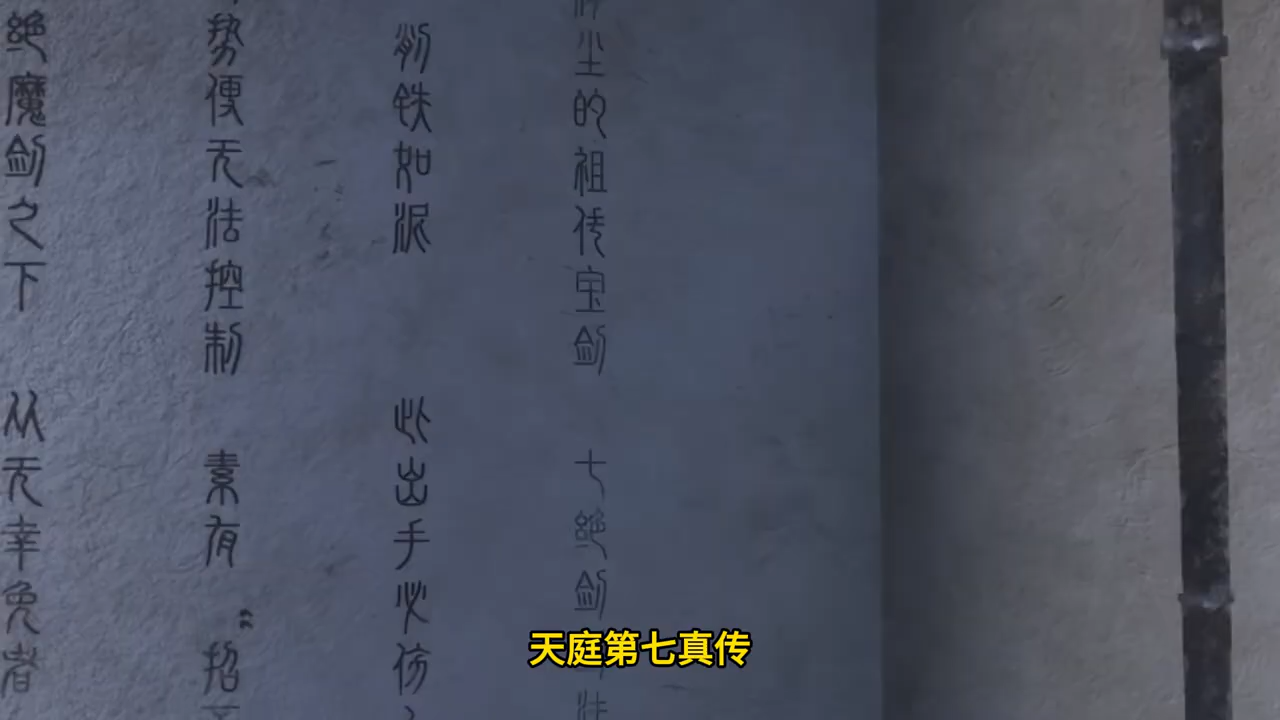 尘的祖传宝剑 七绝剑
削铁如泥 此出手必伤
势便无法控制 素有 “招
绝魔剑之下 从无幸免者
天庭第七真传